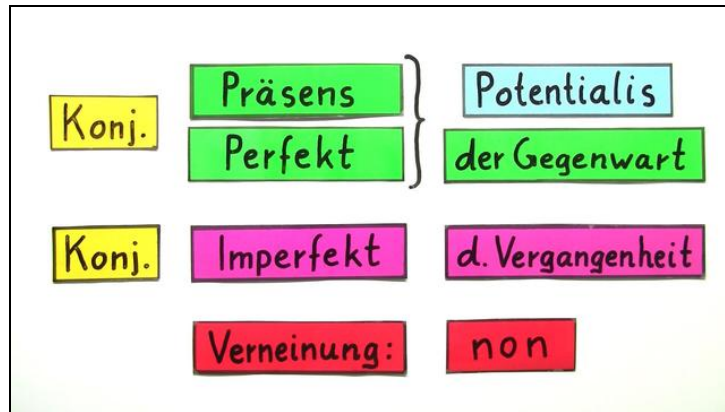 Konj. Präsens Potentialis
Perfekt der Gegenwart
Konj. Imperfekt d. Vergangenheit
Verneinung: non